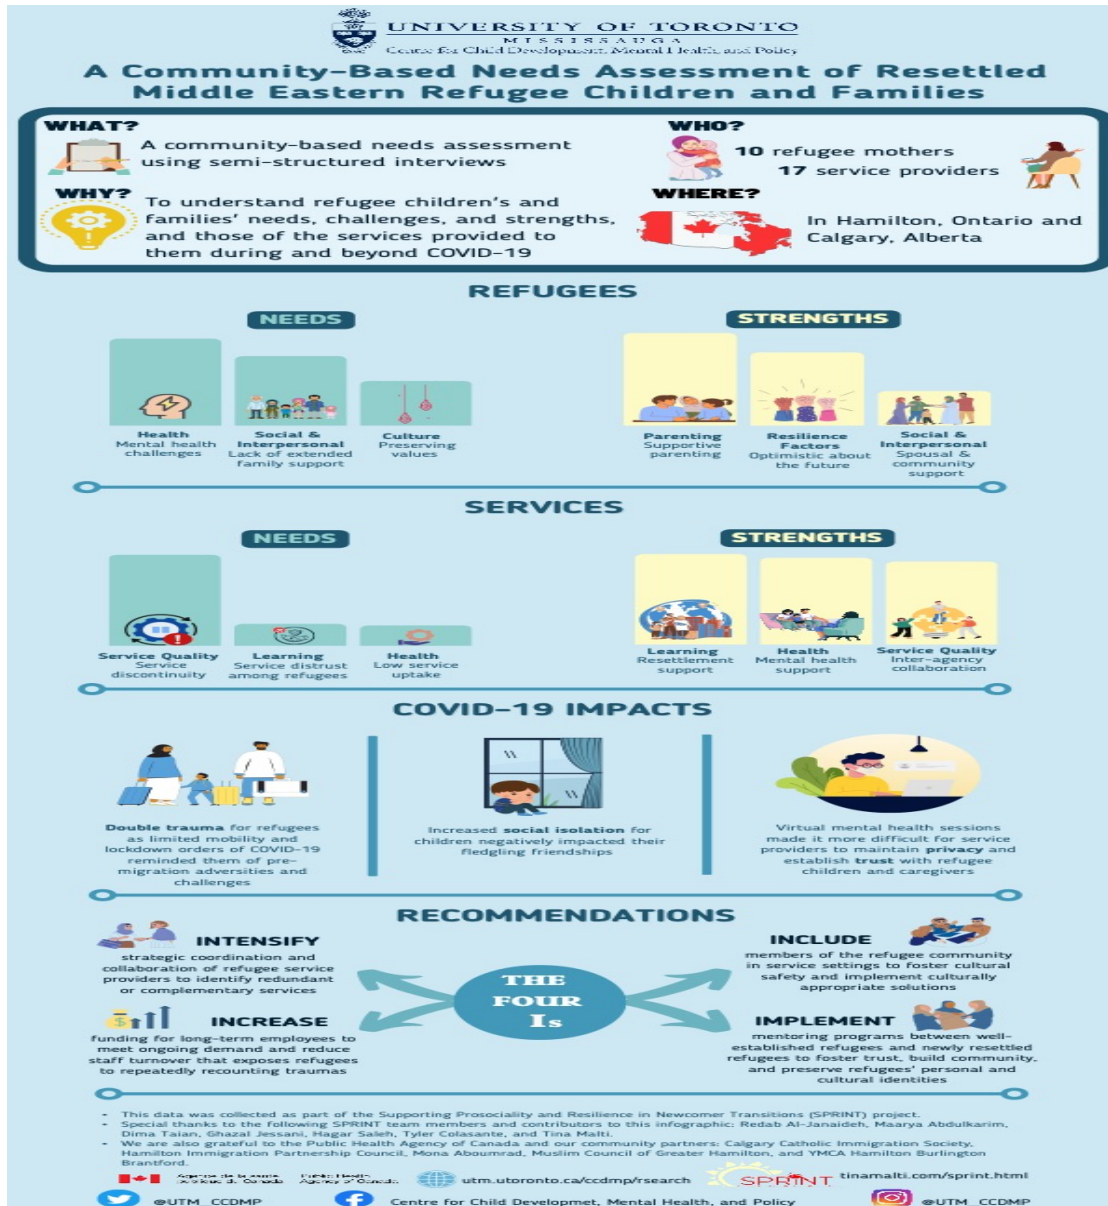 UNIVERSITY OF TORONTO
MISSISSAUGA
Centre for Child Development, Mental Health, and Policy
A Community-Based Needs Assessment of Resettled
Middle Eastern Refugee Children and Families
WHAT?
A community-based needs assessment
using semi-structured interviews
WHY?
To understand refugee children's and
families' needs, challenges, and strengths,
and those of the services provided to
them during and beyond COVID-19
WHO?
10 refugee mothers
17 service providers
WHERE?
In Hamilton, Ontario and
Calgary, Alberta
REFUGEES
NEEDS
Health
Mental health
challenges
Social &
Interpersonal
Lack of extended
family support
Culture
Preserving
values
STRENGTHS
Parenting
Supportive
parenting
Resilience
Factors
Optimistic about
the future
Social &
Interpersonal
Spousal &
community
support
SERVICES
NEEDS
Service Quality
Service
discontinuity
Learning
Service distrust
among refugees
Health
Low service
uptake
STRENGTHS
Learning
Resettlement
support
Health
Mental health
support
Service Quality
Inter-agency
collaboration
COVID-19 IMPACTS
Double trauma for refugees
as limited mobility and
lockdown orders of COVID-19
reminded them of pre-
migration adversities and
challenges
Increased social isolation for
children negatively impacted their
fledgling friendships
Virtual mental health sessions
made it more difficult for service
providers to maintain privacy and
establish trust with refugee
children and caregivers
RECOMMENDATIONS
THE
FOUR
Is
INTENSIFY
strategic coordination and
collaboration of refugee service
providers to identify redundant
or complementary services
INCREASE
funding for long-term employees to
meet ongoing demand and reduce
staff turnover that exposes refugees
to repeatedly recounting traumas
INCLUDE
members of the refugee community
in service settings to foster cultural
safety and implement culturally
appropriate solutions
IMPLEMENT
mentoring programs between well-
established refugees and newly resettled
refugees to foster trust, build community,
and preserve refugees' personal and
cultural identities
- This data was collected as part of the Supporting Prosociality and Resilience in Newcomer Transitions (SPRINT) project.
- Special thanks to the following SPRINT team members and contributors to this infographic: Redab Al-Janaideh, Maarya Abdulkarim,
Dima Taian, Ghazal Jessani, Hagar Saleh, Tyler Colasante, and Tina Malti.
- We are also grateful to the Public Health Agency of Canada and our community partners: Calgary Catholic Immigration Society,
Hamilton Immigration Partnership Council, Mona Aboumrad, Muslim Council of Greater Hamilton, and YMCA Hamilton Burlington
Brantford.
Public Health
Agency of Canada
utm.utoronto.ca/ccdmp/rsearch
SPRINT
tinamalti.com/sprint.html
@UTM_CCDMP
Centre for Child Developmet, Mental Health, and Policy
@UTM_CCDMP